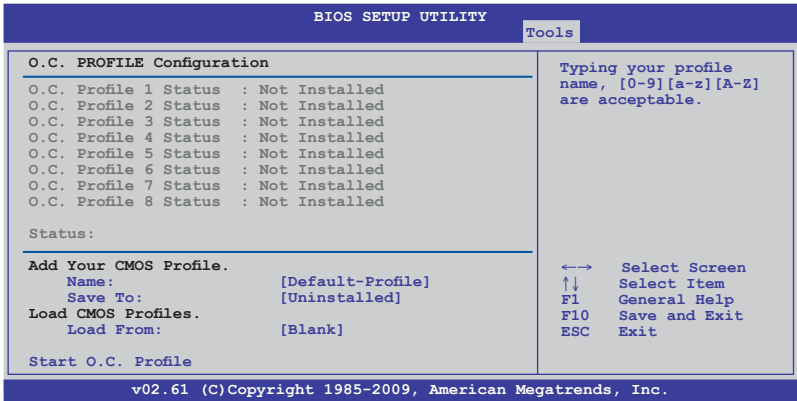 BIOS SETUP UTILITY
Tools
O.C. PROFILE Configuration
O.C. Profile 1 Status : Not Installed
O.C. Profile 2 Status : Not Installed
O.C. Profile 3 Status : Not Installed
O.C. Profile 4 Status : Not Installed
O.C. Profile 5 Status : Not Installed
O.C. Profile 6 Status : Not Installed
O.C. Profile 7 Status : Not Installed
O.C. Profile 8 Status : Not Installed
Status:
Add Your CMOS Profile.
Name: [Default-Profile]
Save To: [Uninstalled]
Load CMOS Profiles.
Load From: [Blank]
Start O.C. Profile
Typing your profile
name, [0-9][a-z][A-Z]
are acceptable.
←→ Select Screen
↑↓ Select Item
F1 General Help
F10 Save and Exit
ESC Exit
v02.61 (C)Copyright 1985-2009, American Megatrends, Inc.